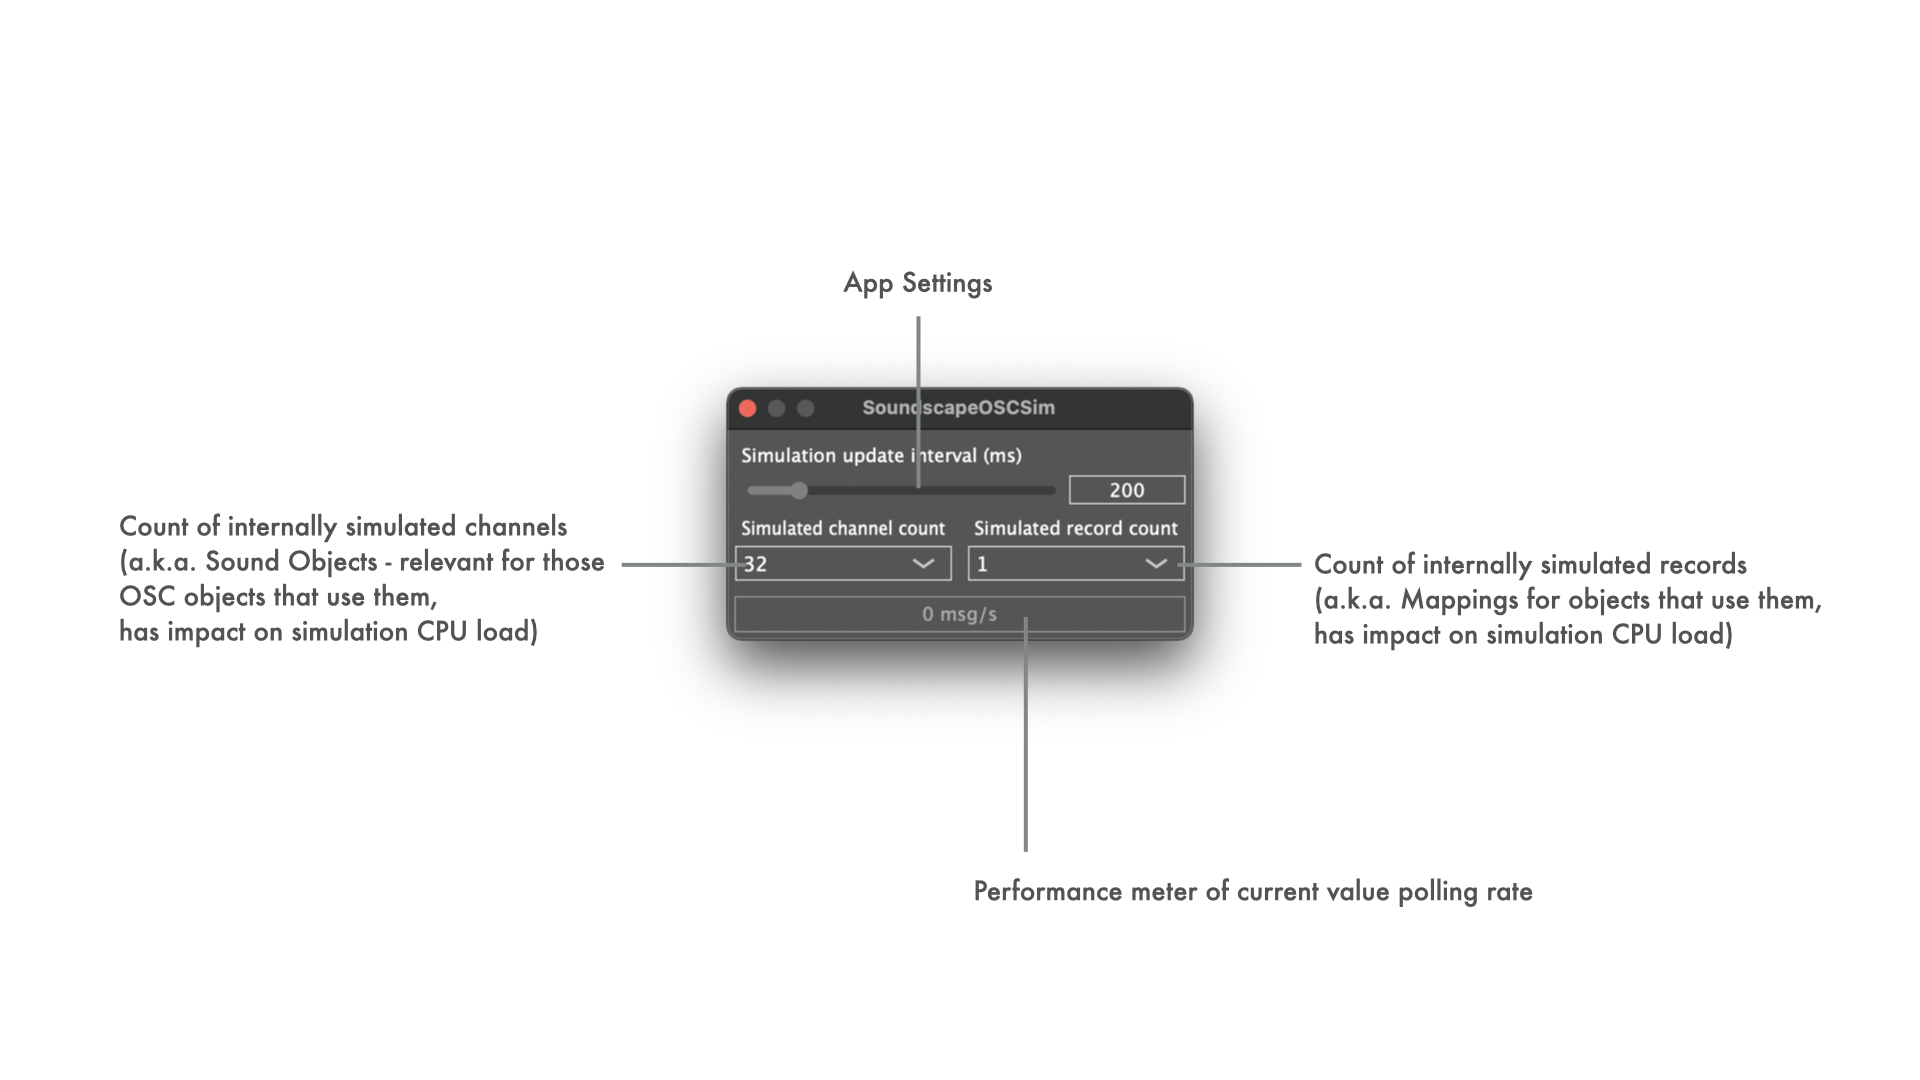 App Settings
SoundscapeOSCSim
Simulation update interval (ms)
200
Simulated channel count
Simulated record count
32
1
0 msg/s
Count of internally simulated channels
(a.k.a. Sound Objects - relevant for those
OSC objects that use them,
has impact on simulation CPU load)
Count of internally simulated records
(a.k.a. Mappings for objects that use them,
has impact on simulation CPU load)
Performance meter of current value polling rate